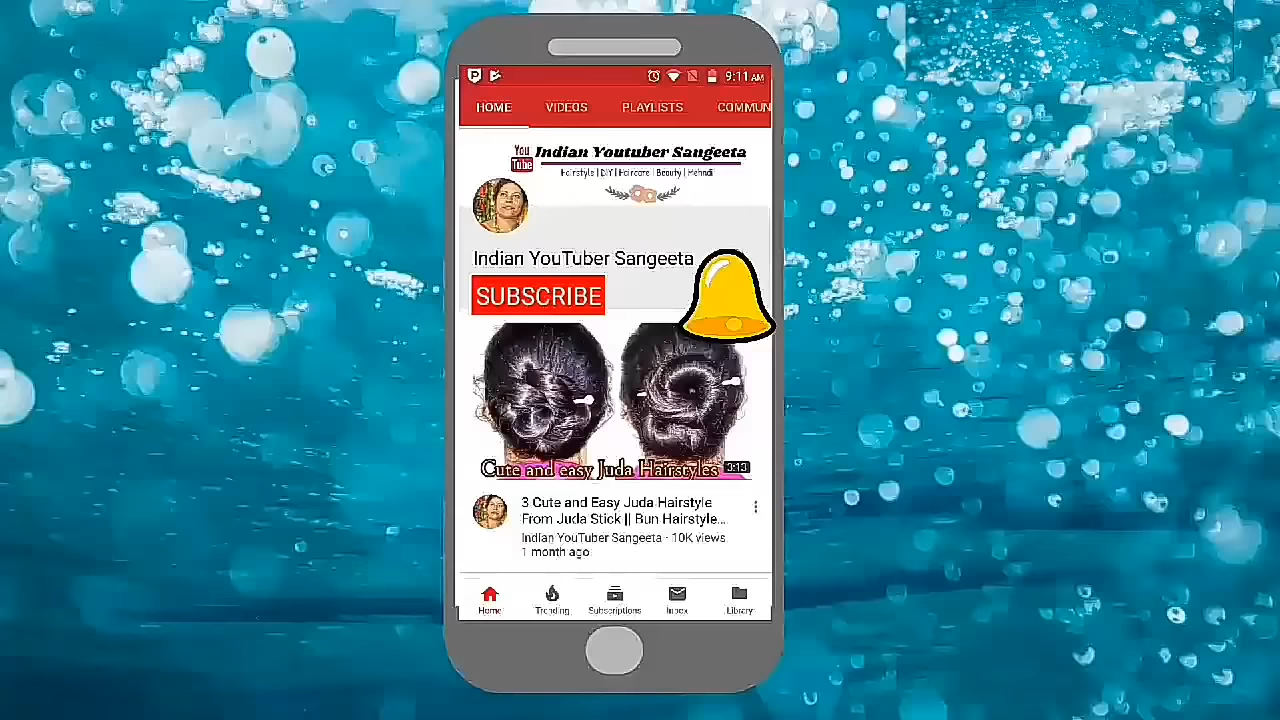 9:11 AM
HOME VIDEOS PLAYLISTS COMMUN
You
Tube
Indian Youtuber Sangeeta
Hairstyle | DIY | Haircare | Beauty | Mehndi
Indian YouTuber Sangeeta
SUBSCRIBE
Cute and easy Juda Hairstyles
3:13
3 Cute and Easy Juda Hairstyle
From Juda Stick || Bun Hairstyle...
Indian YouTuber Sangeeta · 10K views
1 month ago
Home Trending Subscriptions Inbox Library